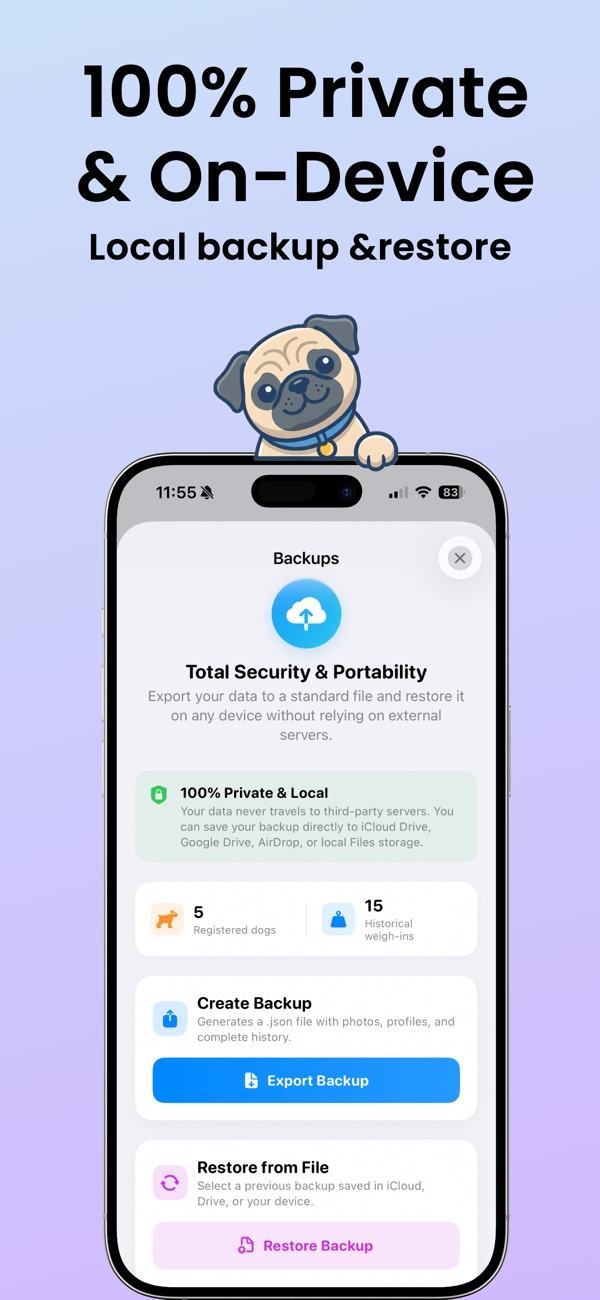 100% Private
& On-Device
Local backup &restore
11:55
83
Backups
Total Security & Portability
Export your data to a standard file and restore it
on any device without relying on external
servers.
100% Private & Local
Your data never travels to third-party servers. You
can save your backup directly to iCloud Drive,
Google Drive, AirDrop, or local Files storage.
5
Registered dogs
15
Historical
weigh-ins
Create Backup
Generates a .json file with photos, profiles, and
complete history.
Export Backup
Restore from File
Select a previous backup saved in iCloud,
Drive, or your device.
Restore Backup